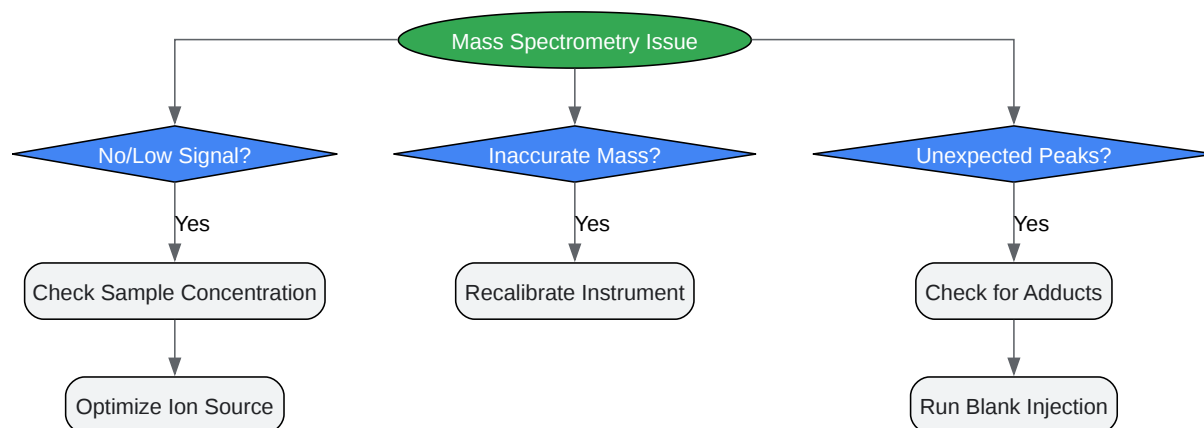 Mass Spectrometry Issue
No/Low Signal?
Inaccurate Mass?
Unexpected Peaks?
Yes
Yes
Yes
Check Sample Concentration
Recalibrate Instrument
Check for Adducts
Optimize Ion Source
Run Blank Injection